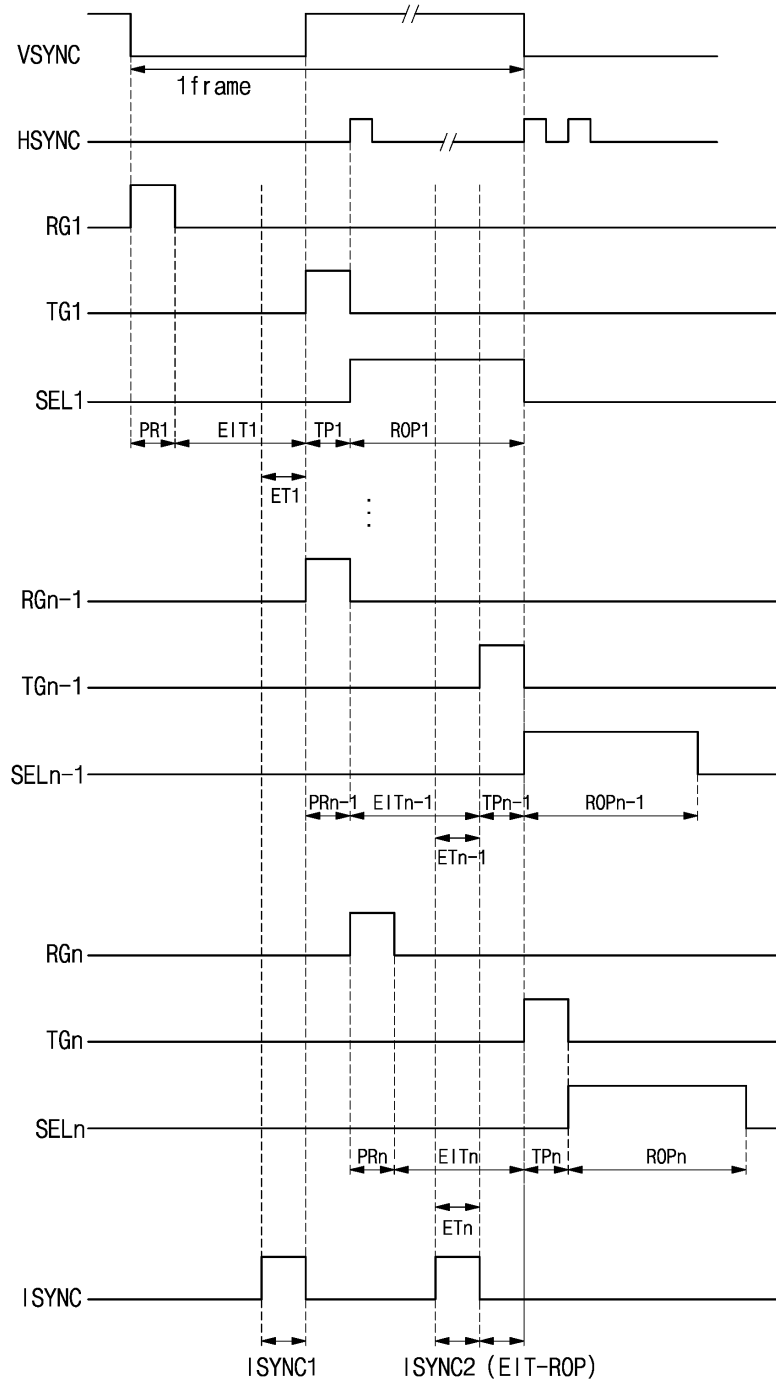 VSYNC
1frame
HSYNC
RG1
TG1
SEL1
PR1 EIT1 TP1 ROP1
ET1
RGn-1
TGn-1
SELn-1
PRn-1 EITn-1 TPn-1 ROPn-1
ETn-1
RGn
TGn
SELn
PRn EITn TPn ROPn
ETn
ISYNC
ISYNC1 ISYNC2 (EIT-ROP)